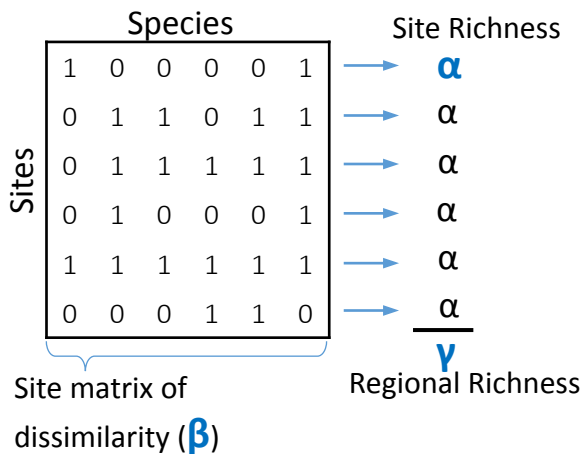 Species
Site Richness
Sites
1 0 0 0 0 1 α
0 1 1 0 1 1 α
0 1 1 1 1 1 α
0 1 0 0 0 1 α
1 1 1 1 1 1 α
0 0 0 1 1 0 α
γ
Regional Richness
Site matrix of
dissimilarity (β)